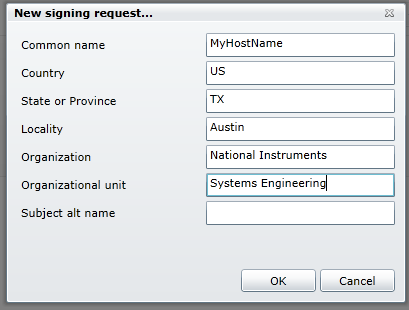 New signing request...
Common name MyHostName
Country US
State or Province TX
Locality Austin
Organization National Instruments
Organizational unit Systems Engineering
Subject alt name
OK Cancel